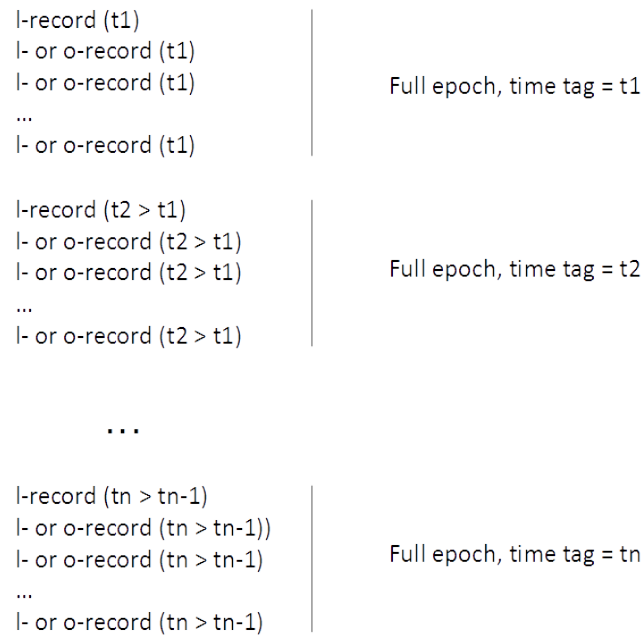 l-record (t1)
l- or o-record (t1)
l- or o-record (t1)
...
l- or o-record (t1)
Full epoch, time tag = t1
l-record (t2 > t1)
l- or o-record (t2 > t1)
l- or o-record (t2 > t1)
...
l- or o-record (t2 > t1)
Full epoch, time tag = t2
...
l-record (tn > tn-1)
l- or o-record (tn > tn-1))
l- or o-record (tn > tn-1)
...
l- or o-record (tn > tn-1)
Full epoch, time tag = tn